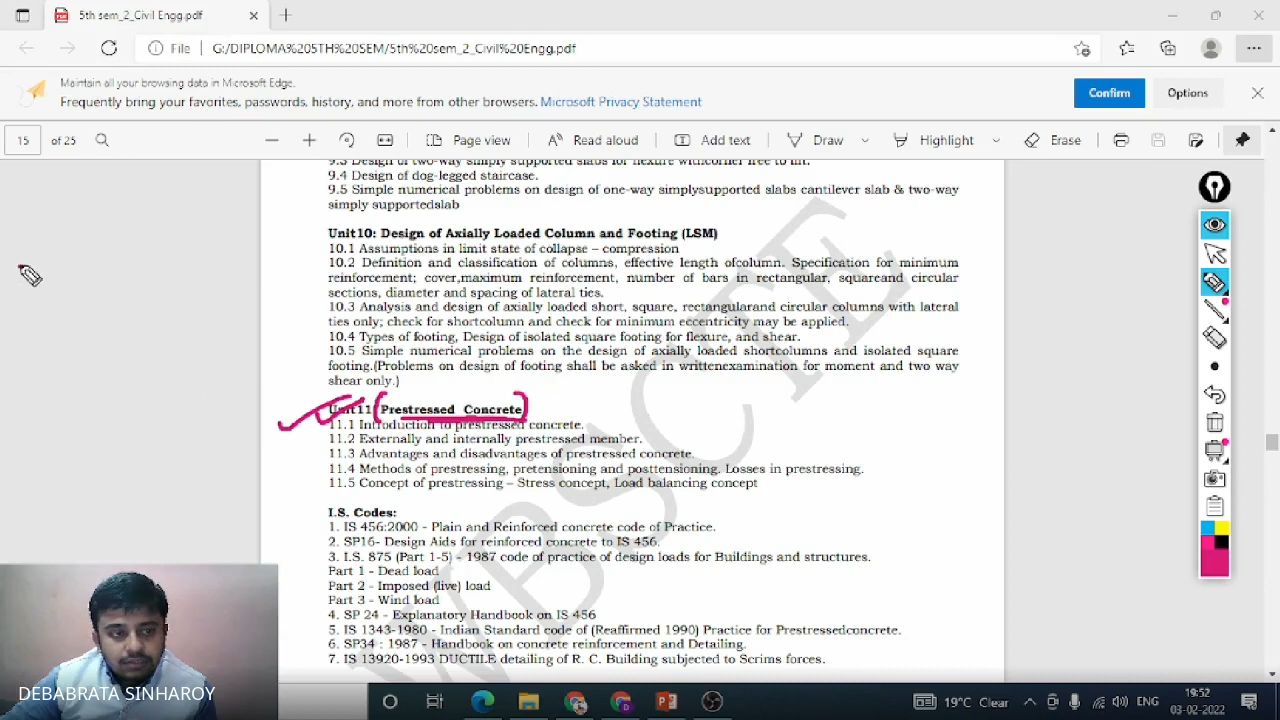 5th sem_2_Civil Engg.pdf
File
G:/DIPLOMA%205TH%20SEM/5th%20sem_2_Civil%20Engg.pdf
Maintain all your browsing data in Microsoft Edge.
Frequently bring your favorites, passwords, history, and more from other browsers. Microsoft Privacy Statement
Confirm
Options
15 of 25
Page view
Read aloud
Add text
Draw
Highlight
Erase
9.3 Design of two-way simply supported slabs for flexure withcorner free to lift.
9.4 Design of dog-legged staircase.
9.5 Simple numerical problems on design of one-way simplysupported slabs cantilever slab & two-way
simply supportedslab
Unit10: Design of Axially Loaded Column and Footing (LSM)
10.1 Assumptions in limit state of collapse – compression
10.2 Definition and classification of columns, effective length ofcolumn. Specification for minimum
reinforcement; cover,maximum reinforcement, number of bars in rectangular, squareand circular
sections, diameter and spacing of lateral ties.
10.3 Analysis and design of axially loaded short, square, rectangularand circular columns with lateral
ties only; check for shortcolumn and check for minimum eccentricity may be applied.
10.4 Types of footing, Design of isolated square footing for flexure, and shear.
10.5 Simple numerical problems on the design of axially loaded shortcolumns and isolated square
footing.(Problems on design of footing shall be asked in writtenexamination for moment and two way
shear only.)
Unit11 Prestressed Concrete
11.1 Introduction to prestressed concrete.
11.2 Externally and internally prestressed member.
11.3 Advantages and disadvantages of prestressed concrete.
11.4 Methods of prestressing, pretensioning and posttensioning. Losses in prestressing.
11.5 Concept of prestressing – Stress concept, Load balancing concept
I.S. Codes:
1. IS 456:2000 - Plain and Reinforced concrete code of Practice.
2. SP16- Design Aids for reinforced concrete to IS 456.
3. I.S. 875 (Part 1-5) - 1987 code of practice of design loads for Buildings and structures.
Part 1 - Dead load
Part 2 - Imposed (live) load
Part 3 - Wind load
4. SP 24 - Explanatory Handbook on IS 456
5. IS 1343-1980 - Indian Standard code of (Reaffirmed 1990) Practice for Prestressedconcrete.
6. SP34 : 1987 - Handbook on concrete reinforcement and Detailing.
7. IS 13920-1993 DUCTILE detailing of R. C. Building subjected to Scrims forces.
WBSCTE
DEBABRATA SINHAROY
19°C Clear
ENG
19:52
03-02-2022